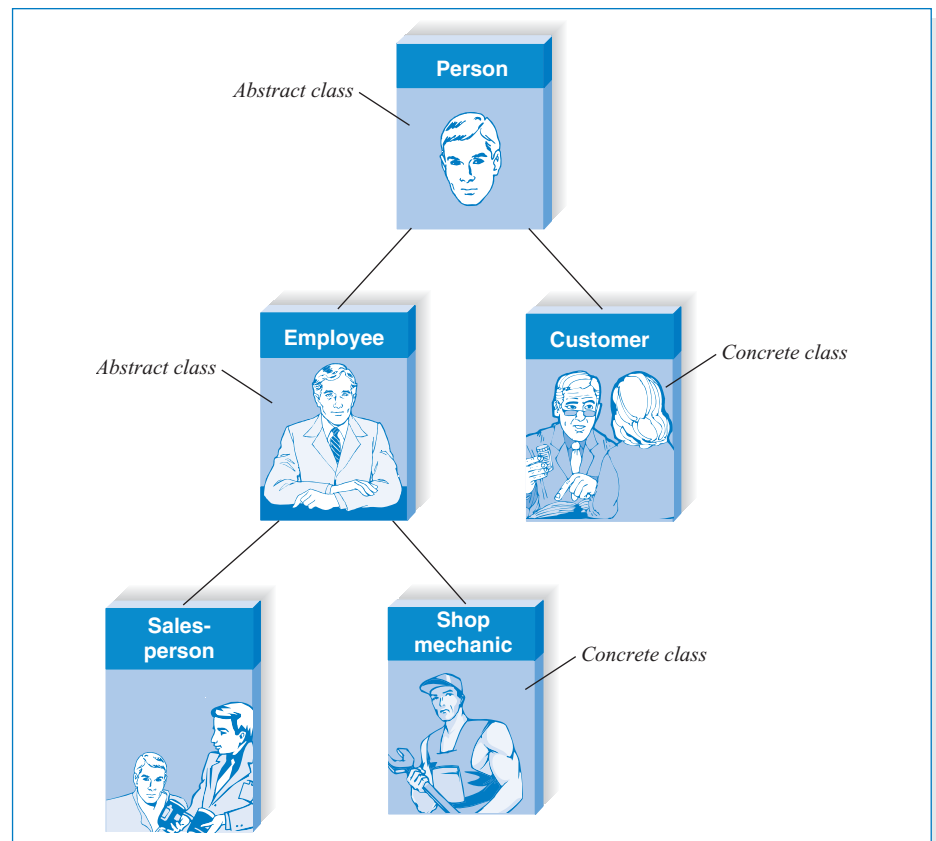 Person
Abstract class
Employee
Customer
Abstract class
Concrete class
Sales-
person
Shop
mechanic
Concrete class